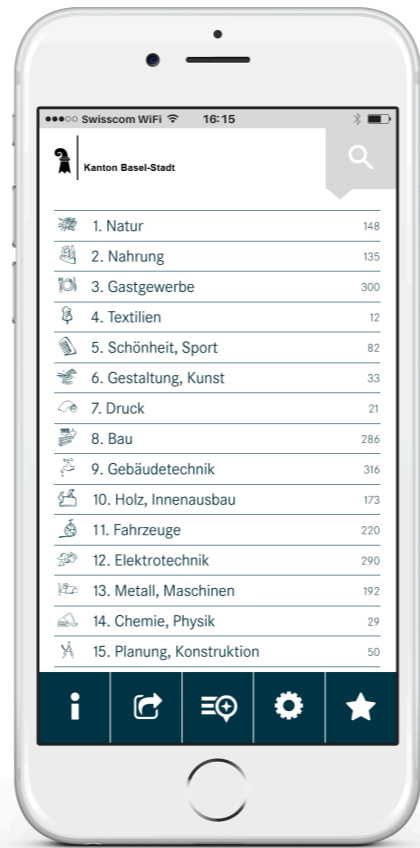 Swisscom WiFi 16:15
Kanton Basel-Stadt
1. Natur 148
2. Nahrung 135
3. Gastgewerbe 300
4. Textilien 12
5. Schönheit, Sport 82
6. Gestaltung, Kunst 33
7. Druck 21
8. Bau 286
9. Gebäudetechnik 316
10. Holz, Innenausbau 173
11. Fahrzeuge 220
12. Elektrotechnik 290
13. Metall, Maschinen 192
14. Chemie, Physik 29
15. Planung, Konstruktion 50